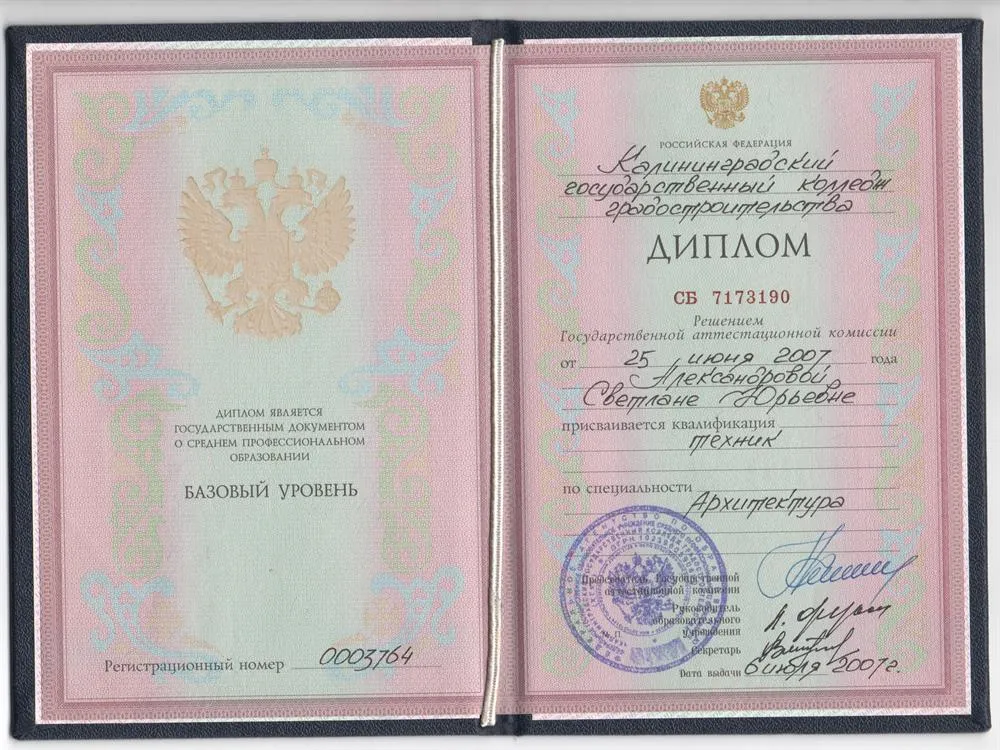 ДИПЛОМ ЯВЛЯЕТСЯ
ГОСУДАРСТВЕННЫМ ДОКУМЕНТОМ
О СРЕДНЕМ ПРОФЕССИОНАЛЬНОМ
ОБРАЗОВАНИИ
БАЗОВЫЙ УРОВЕНЬ
Регистрационный номер 0003764
РОССИЙСКАЯ ФЕДЕРАЦИЯ
Калининградский
государственный колледж
градостроительства
ДИПЛОМ
СБ 7173190
Решением
Государственной аттестационной комиссии
от 25 июня 2007 года
Александровой
Светлане Юрьевне
присваивается квалификация
техник
по специальности
Архитектура
Председатель Государственной
аттестационной комиссии
Руководитель
образовательного
учреждения
Секретарь
Дата выдачи 6 июля 2007г.